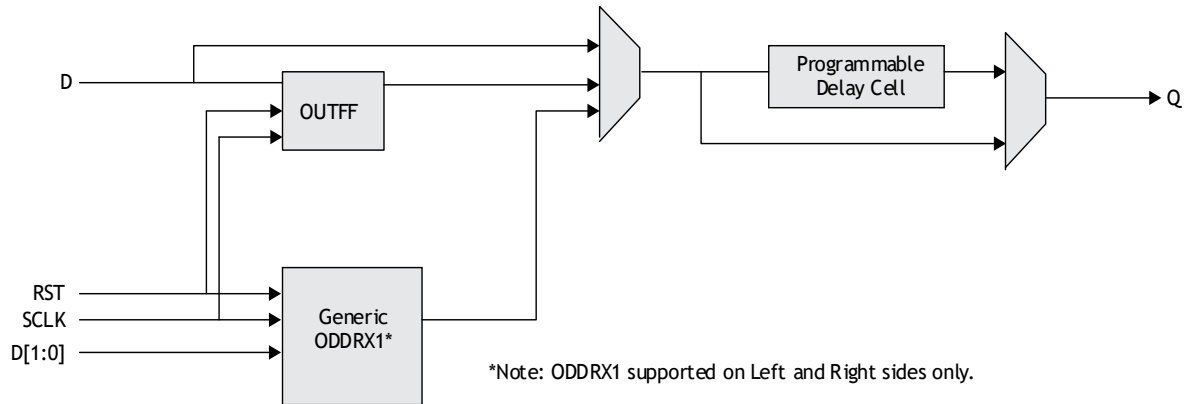 D
OUTFF
Programmable
Delay Cell
Q
RST
SCLK
D[1:0]
Generic
ODDRX1*
*Note: ODDRX1 supported on Left and Right sides only.